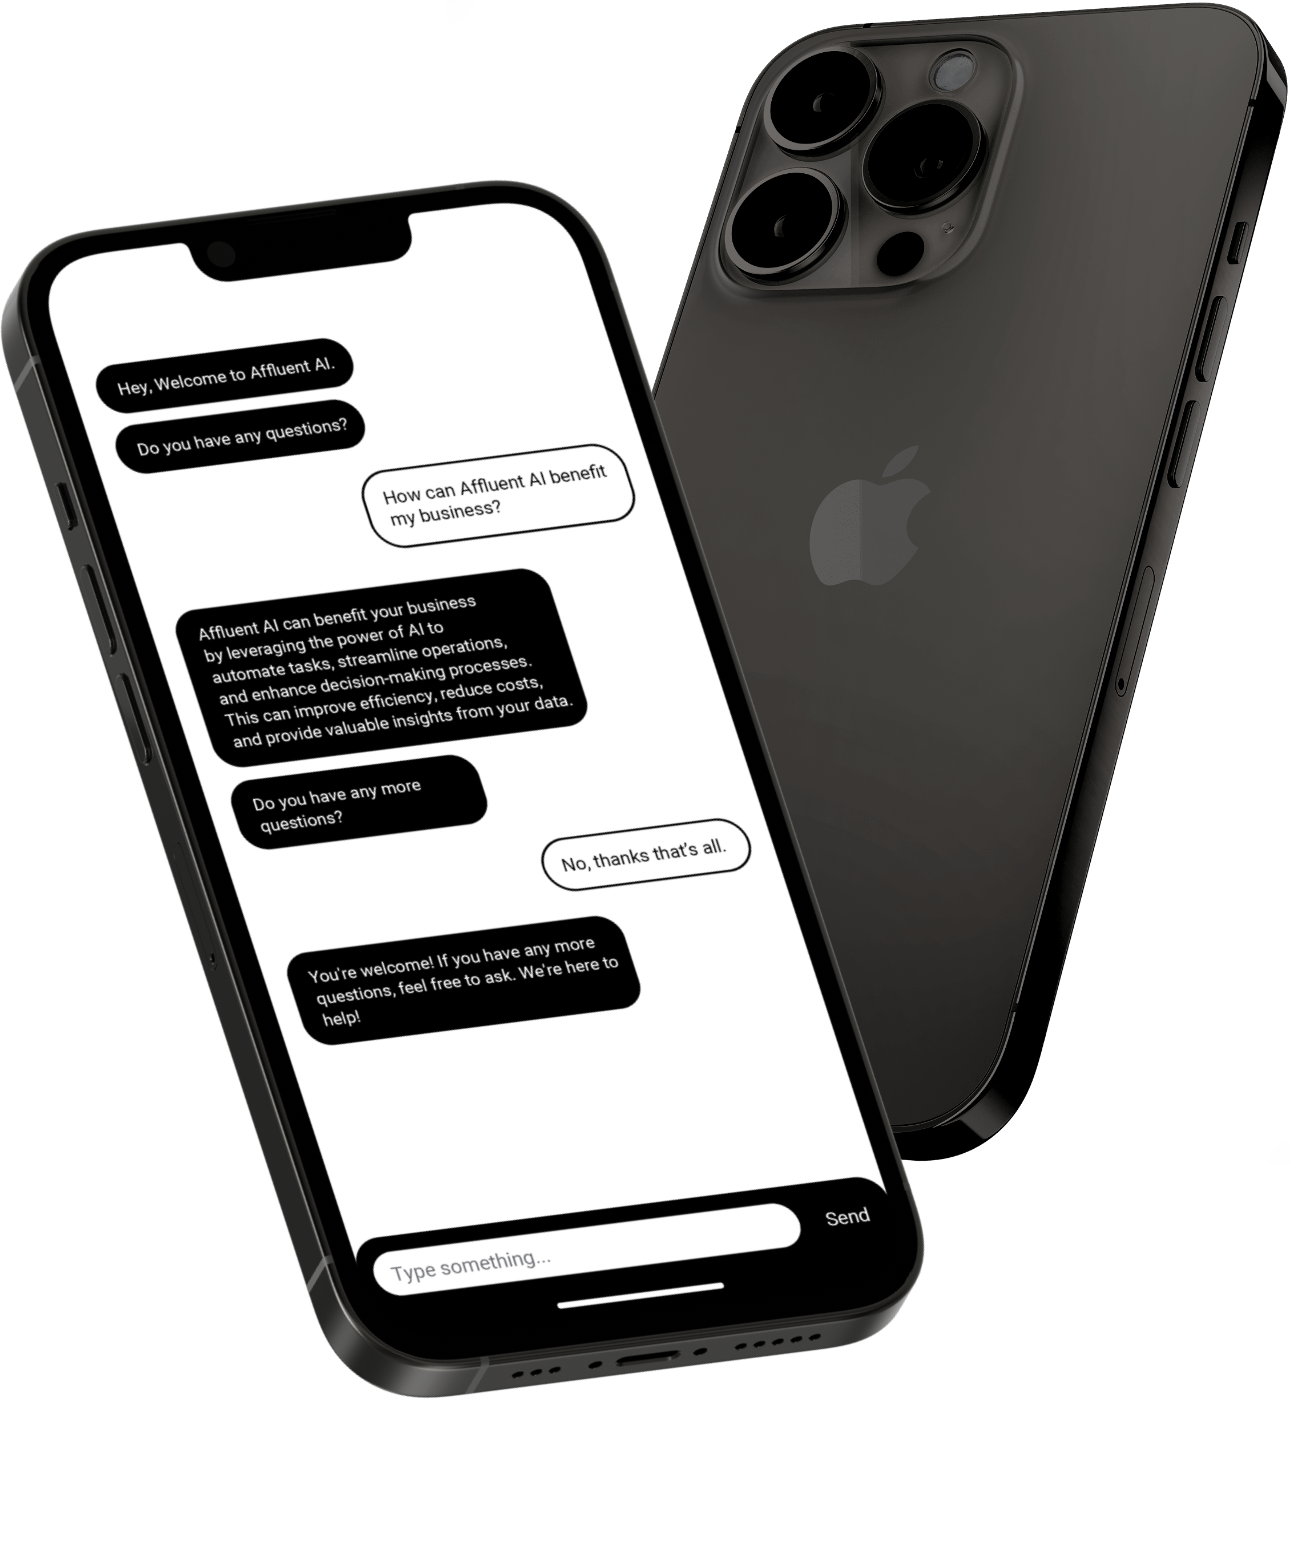 Hey, Welcome to Affluent AI.
Do you have any questions?
How can Affluent AI benefit
my business?
Affluent AI can benefit your business
by leveraging the power of AI to
automate tasks, streamline operations,
and enhance decision-making processes.
This can improve efficiency, reduce costs,
and provide valuable insights from your data.
Do you have any more
questions?
No, thanks that's all.
You're welcome! If you have any more
questions, feel free to ask. We're here to
help!
Type something...
Send